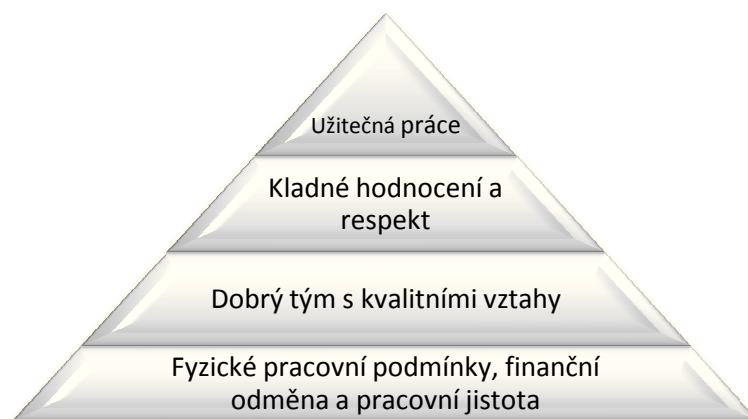 Užitečná práce
Kladné hodnocení a
respekt
Dobrý tým s kvalitními vztahy
Fyzické pracovní podmínky, finanční
odměna a pracovní jistota